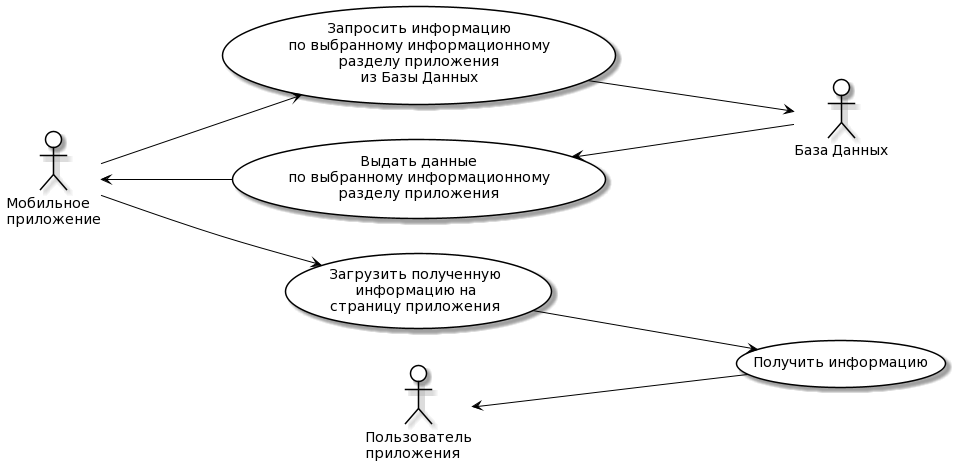 Запросить информацию
по выбранному информационному
разделу приложения
из Базы Данных
База Данных
Выдать данные
по выбранному информационному
разделу приложения
Мобильное
приложение
Загрузить полученную
информацию на
страницу приложения
Получить информацию
Пользователь
приложения